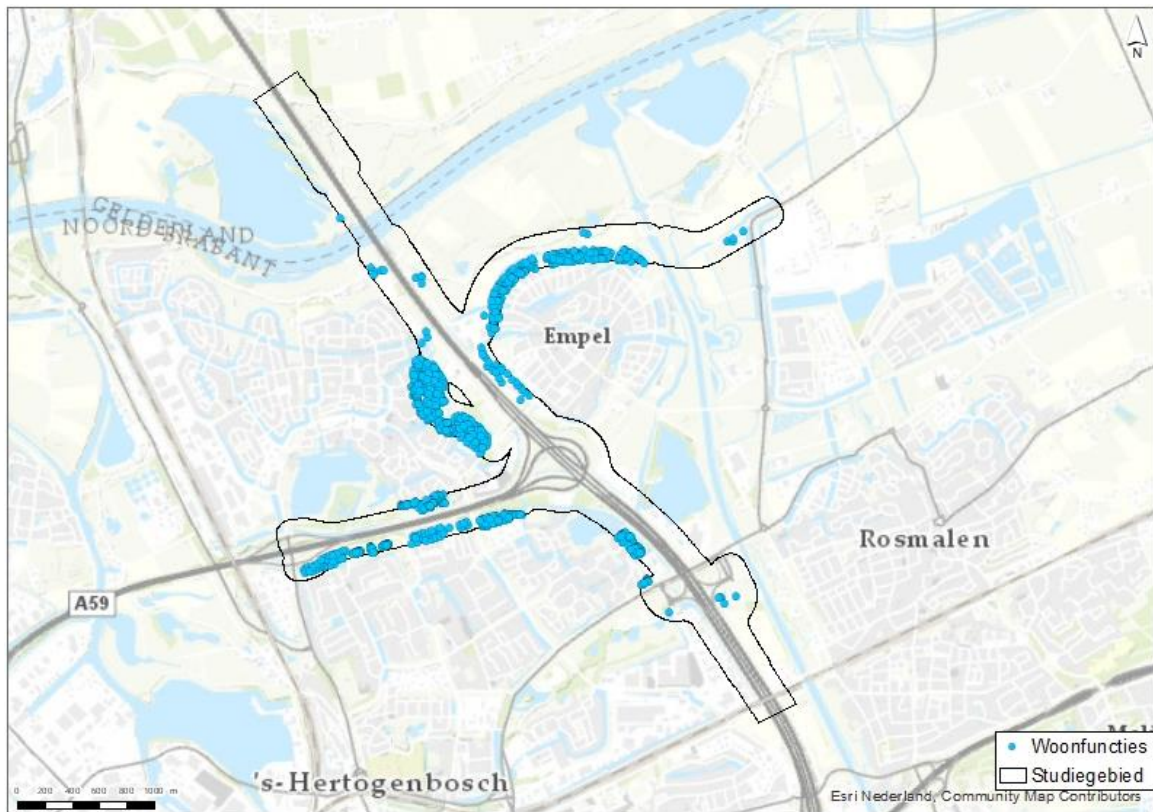 N
GELDERLAND
NOORD-BRABANT
Empel
Rosmalen
A59
's-Hertogenbosch
Woonfuncties
Studiegebied
0 200 400 600 800 1000 m
Esri Nederland, Community Map Contributors